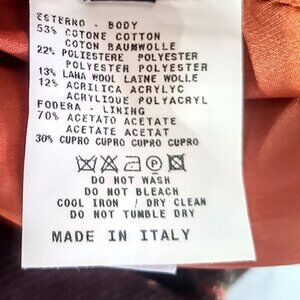 ESTERNO - BODY
53% COTONE COTTON
COTON BAUMWOLLE
22% POLIESTERE POLYESTER
POLYESTER POLYESTER
13% LANA WOOL LAINE WOLLE
12% ACRILICA ACRYLYC
ACRYLIQUE POLYACRYL
FODERA - LINING
70% ACETATO ACETATE
ACETATE ACETAT
30% CUPRO CUPRO CUPRO CUPRO
DO NOT WASH
DO NOT BLEACH
COOL IRON / DRY CLEAN
DO NOT TUMBLE DRY
MADE IN ITALY